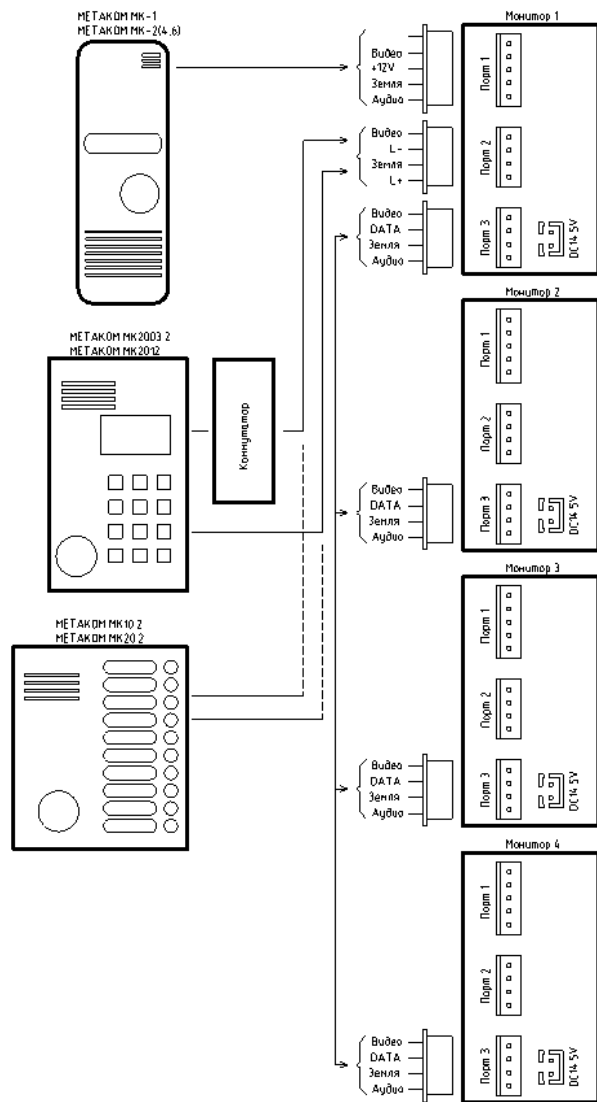 МЕТАКОМ МК-1
МЕТАКОМ МК-2(4,6)
Монитор 1
Видео
+12V
Земля
Аудио
Порт 1
Видео
L-
Земля
L+
Порт 2
Видео
DATA
Земля
Аудио
Порт 3
DC14.5V
МЕТАКОМ МК2003.2
МЕТАКОМ МК2012
Коммутатор
Монитор 2
Порт 1
Порт 2
Видео
DATA
Земля
Аудио
Порт 3
DC14.5V
МЕТАКОМ МК10.2
МЕТАКОМ МК20.2
Монитор 3
Порт 1
Порт 2
Видео
DATA
Земля
Аудио
Порт 3
DC14.5V
Монитор 4
Порт 1
Порт 2
Видео
DATA
Земля
Аудио
Порт 3
DC14.5V